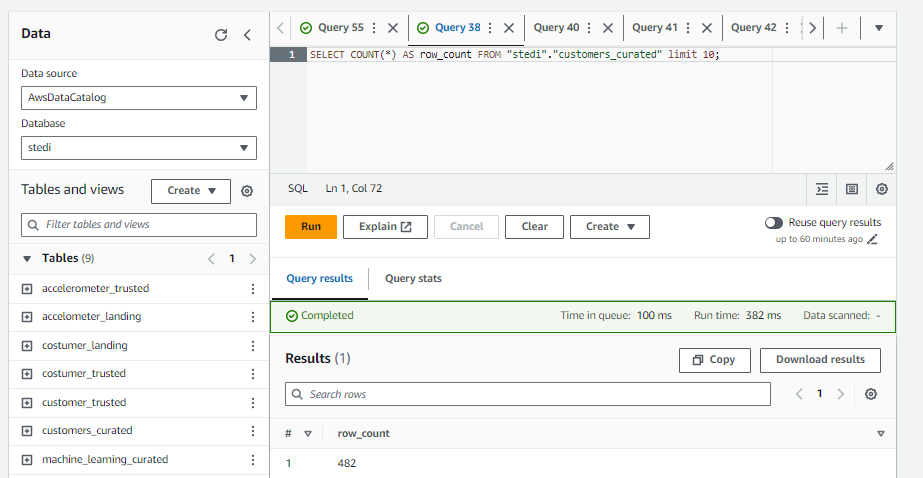 Data
Data source
AwsDataCatalog
Database
stedi
Tables and views
Create
Filter tables and views
Tables (9)
1
accelerometer_trusted
accelometer_landing
costumer_landing
costumer_trusted
customer_trusted
customers_curated
machine_learning_curated
Query 55
Query 38
Query 40
Query 41
Query 42
1 SELECT COUNT(*) AS row_count FROM "stedi"."customers_curated" limit 10;
SQL Ln 1, Col 72
Run Explain Cancel Clear Create
Reuse query results
up to 60 minutes ago
Query results Query stats
Completed Time in queue: 100 ms Run time: 382 ms Data scanned: -
Results (1) Copy Download results
Search rows 1
# row_count
1 482